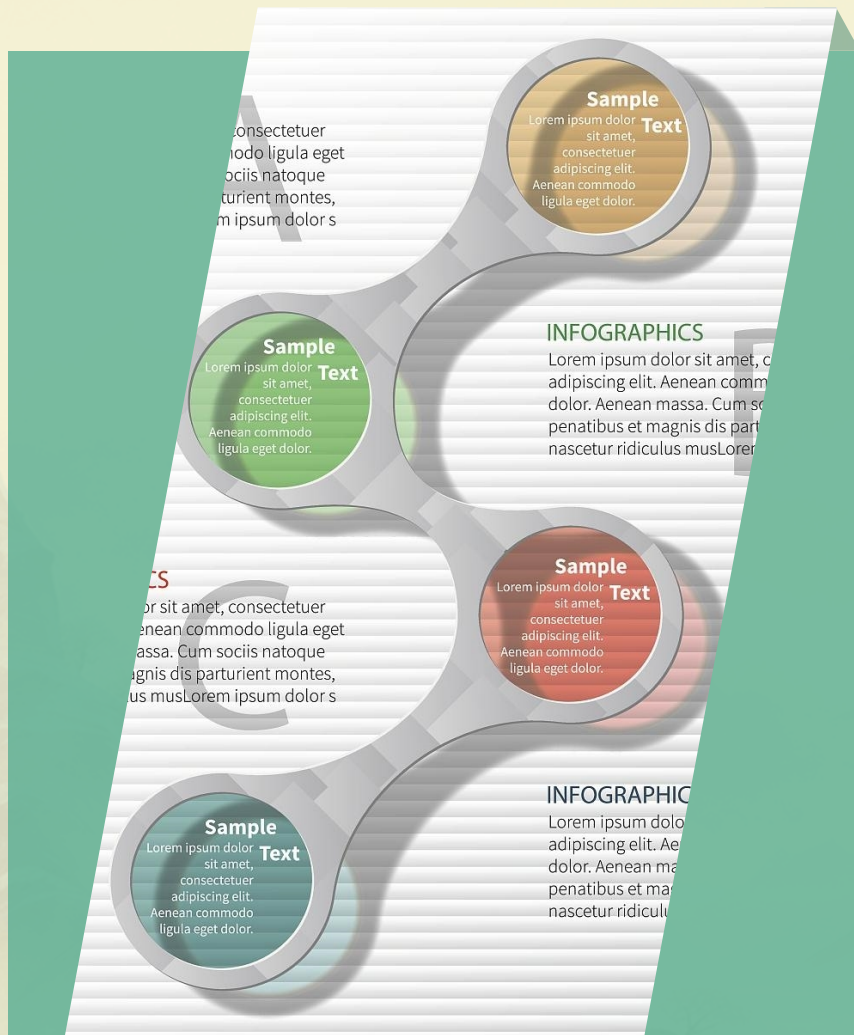 Sample
Text
Lorem ipsum dolor
sit amet,
consectetuer
adipiscing elit.
Aenean commodo
ligula eget dolor.
A
consectetuer
modo ligula eget
ociis natoque
turient montes,
m ipsum dolor s
Sample
Text
Lorem ipsum dolor
sit amet,
consectetuer
adipiscing elit.
Aenean commodo
ligula eget dolor.
INFOGRAPHICS
Lorem ipsum dolor sit amet, c
adipiscing elit. Aenean comm
dolor. Aenean massa. Cum so
penatibus et magnis dis part
nascetur ridiculus musLorer
CS
or sit amet, consectetuer
enean commodo ligula eget
assa. Cum sociis natoque
agnis dis parturient montes,
us musLorem ipsum dolor s
C
Sample
Text
Lorem ipsum dolor
sit amet,
consectetuer
adipiscing elit.
Aenean commodo
ligula eget dolor.
Sample
Text
Lorem ipsum dolor
sit amet,
consectetuer
adipiscing elit.
Aenean commodo
ligula eget dolor.
INFOGRAPHIC
Lorem ipsum dolo
adipiscing elit. Ae
dolor. Aenean ma
penatibus et mag
nascetur ridiculu